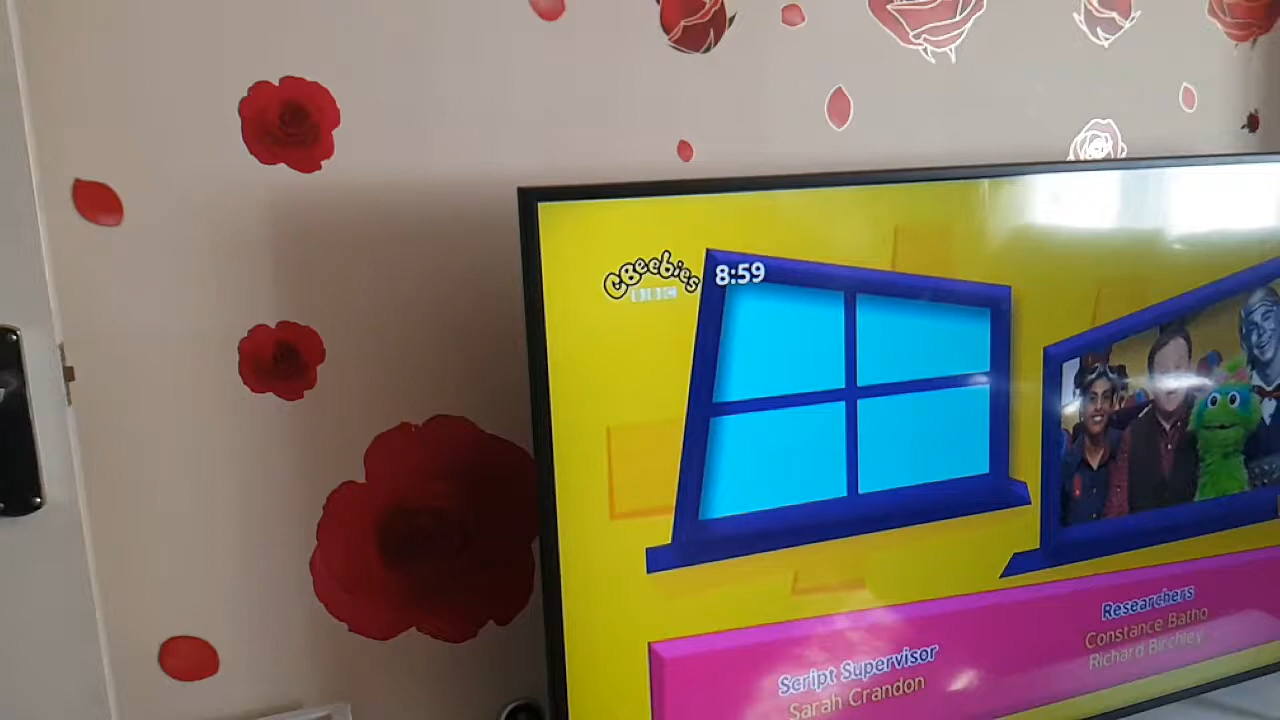 CBeebies
BBC
8:59
Script Supervisor
Sarah Crandon
Researchers
Constance Batho
Richard Birchley